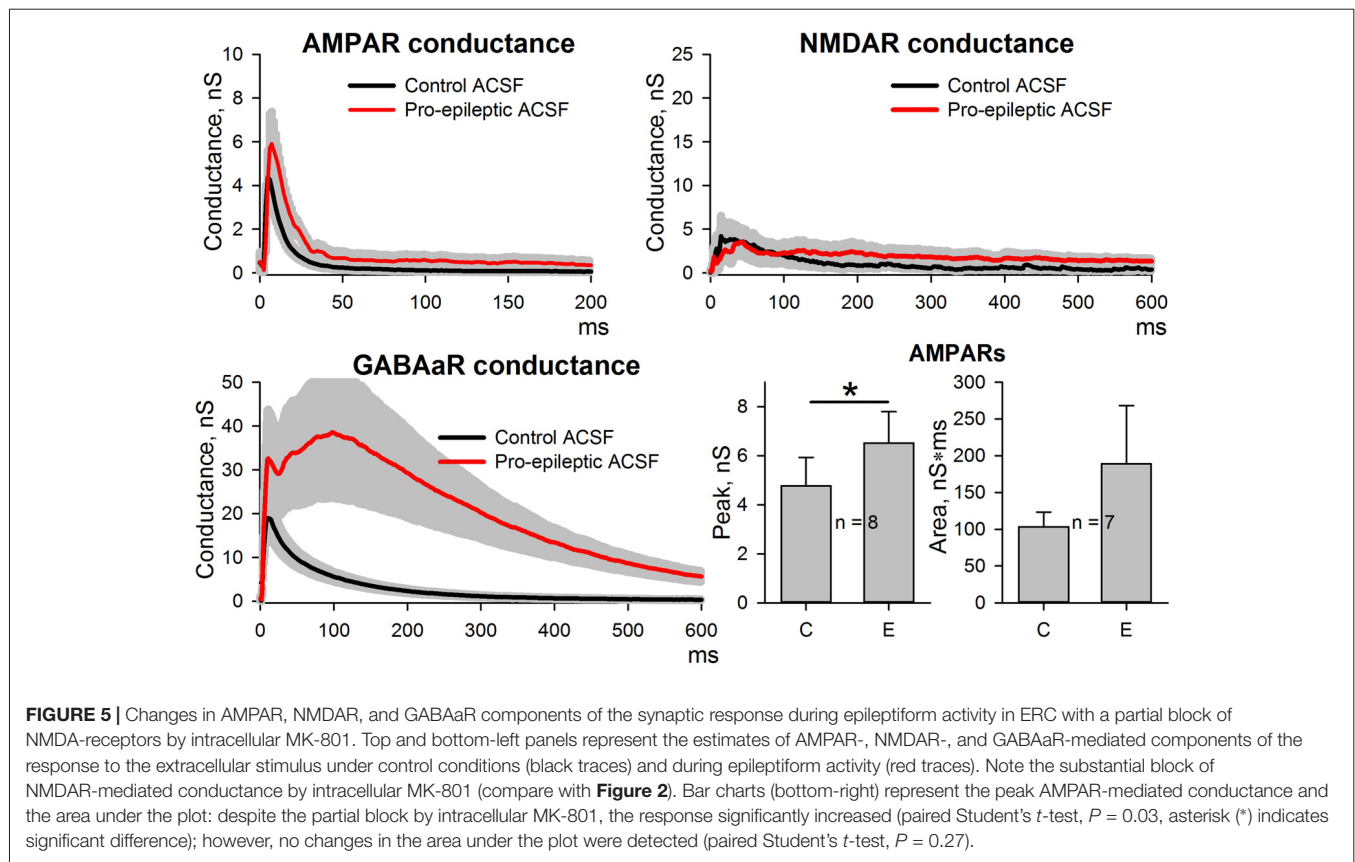 AMPAR conductance
Conductance, nS
10
8
6
4
2
0
Control ACSF
Pro-epileptic ACSF
0 50 100 150 200
ms
NMDAR conductance
Conductance, nS
25
20
15
10
5
0
Control ACSF
Pro-epileptic ACSF
0 100 200 300 400 500 600
ms
GABAaR conductance
Conductance, nS
50
40
30
20
10
0
Control ACSF
Pro-epileptic ACSF
0 100 200 300 400 500 600
ms
AMPARs
Peak, nS
8
6
4
2
0
*
n = 8
C E
Area, nS*ms
300
250
200
150
100
50
0
n = 7
C E
FIGURE 5 | Changes in AMPAR, NMDAR, and GABAaR components of the synaptic response during epileptiform activity in ERC with a partial block of
NMDA-receptors by intracellular MK-801. Top and bottom-left panels represent the estimates of AMPAR-, NMDAR-, and GABAaR-mediated components of the
response to the extracellular stimulus under control conditions (black traces) and during epileptiform activity (red traces). Note the substantial block of
NMDAR-mediated conductance by intracellular MK-801 (compare with Figure 2). Bar charts (bottom-right) represent the peak AMPAR-mediated conductance and
the area under the plot: despite the partial block by intracellular MK-801, the response significantly increased (paired Student's t-test, P = 0.03, asterisk (*) indicates
significant difference); however, no changes in the area under the plot were detected (paired Student's t-test, P = 0.27).